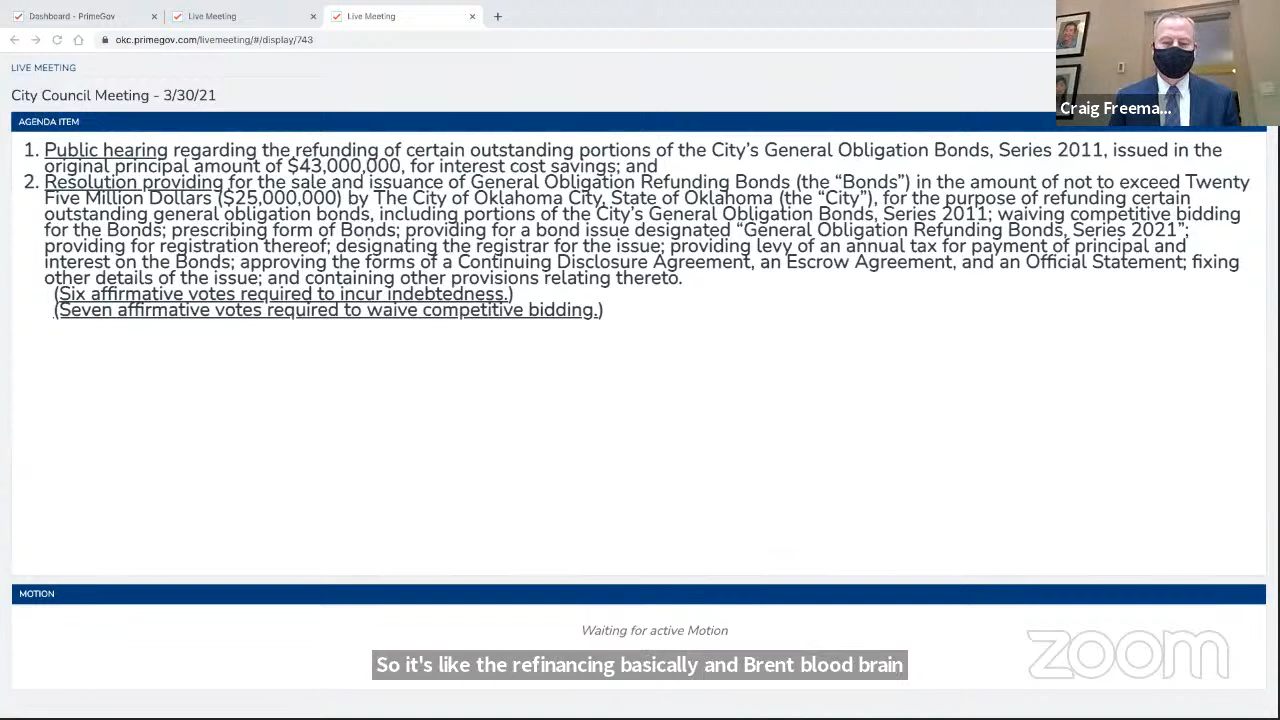 Dashboard - PrimeGov
Live Meeting
Live Meeting
okc.primegov.com/livemeeting/#/display/743
LIVE MEETING
City Council Meeting - 3/30/21
Craig Freema...
AGENDA ITEM
1. Public hearing regarding the refunding of certain outstanding portions of the City's General Obligation Bonds, Series 2011, issued in the
original principal amount of $43,000,000, for interest cost savings; and
2. Resolution providing for the sale and issuance of General Obligation Refunding Bonds (the “Bonds”) in the amount of not to exceed Twenty
Five Million Dollars ($25,000,000) by The City of Oklahoma City, State of Oklahoma (the “City”), for the purpose of refunding certain
outstanding general obligation bonds, including portions of the City's General Obligation Bonds, Series 2011; waiving competitive bidding
for the Bonds; prescribing form of Bonds; providing for a bond issue designated “General Obligation Refunding Bonds, Series 2021”;
providing for registration thereof; designating the registrar for the issue; providing levy of an annual tax for payment of principal and
interest on the Bonds; approving the forms of a Continuing Disclosure Agreement, an Escrow Agreement, and an Official Statement; fixing
other details of the issue; and containing other provisions relating thereto.
(Six affirmative votes required to incur indebtedness.)
(Seven affirmative votes required to waive competitive bidding.)
MOTION
Waiting for active Motion
zoom
So it's like the refinancing basically and Brent blood brain